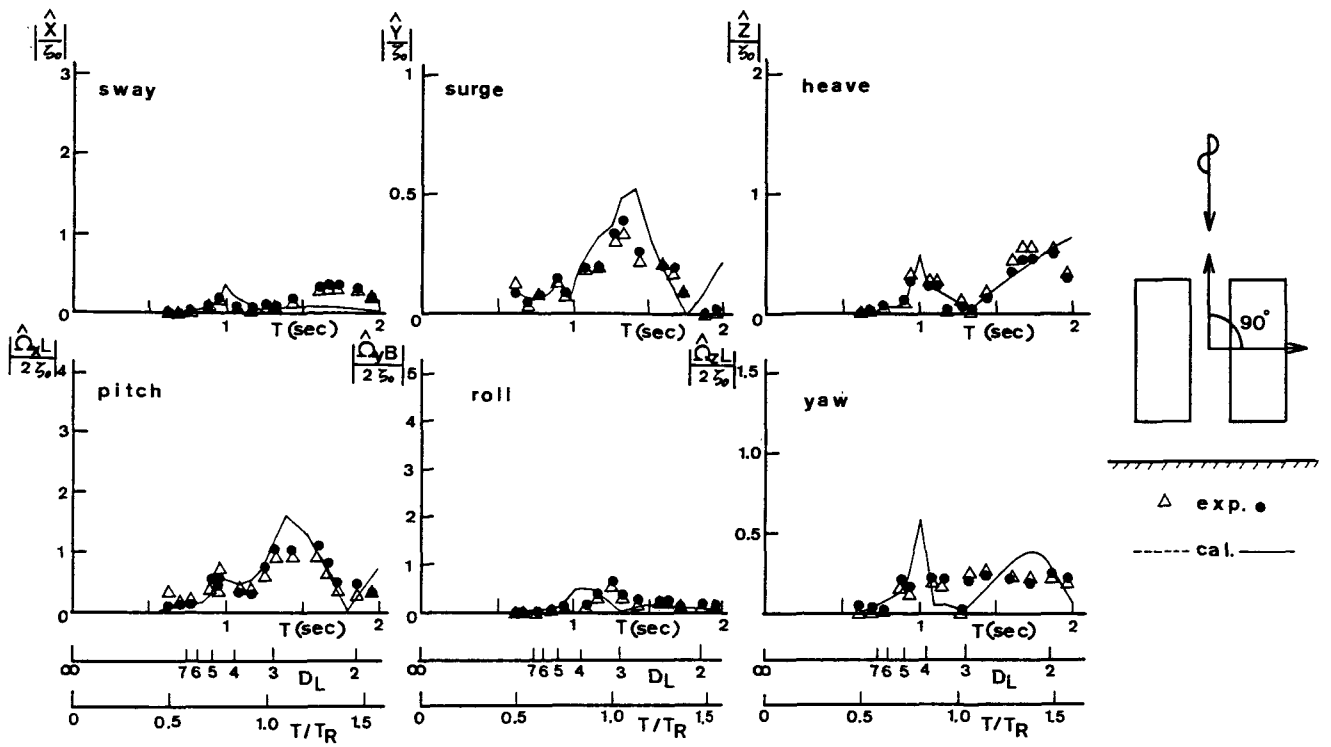 |X̂/ζ₀|
3
2
1
0
sway
1
T(sec)
2
|Ŷ/ζ₀|
1
0.5
0
surge
1
T(sec)
2
|Ẑ/ζ₀|
2
1
0
heave
1
T(sec)
2
|Ω̂xL/2ζ₀|
4
3
2
1
0
pitch
1
T(sec)
2
|Ω̂yB/2ζ₀|
5
4
3
2
1
0
roll
1
T(sec)
2
|Ω̂zL/2ζ₀|
1.5
1.0
0.5
0
yaw
1
T(sec)
2
∞ 7 6 5 4 3 D_L 2
∞ 7 6 5 4 3 D_L 2
∞ 7 6 5 4 3 D_L 2
0 0.5 1.0 T/T_R 1.5
0 0.5 1.0 T/T_R 1.5
0 0.5 1.0 T/T_R 1.5
90°
△ exp. ●
----- cal. ——